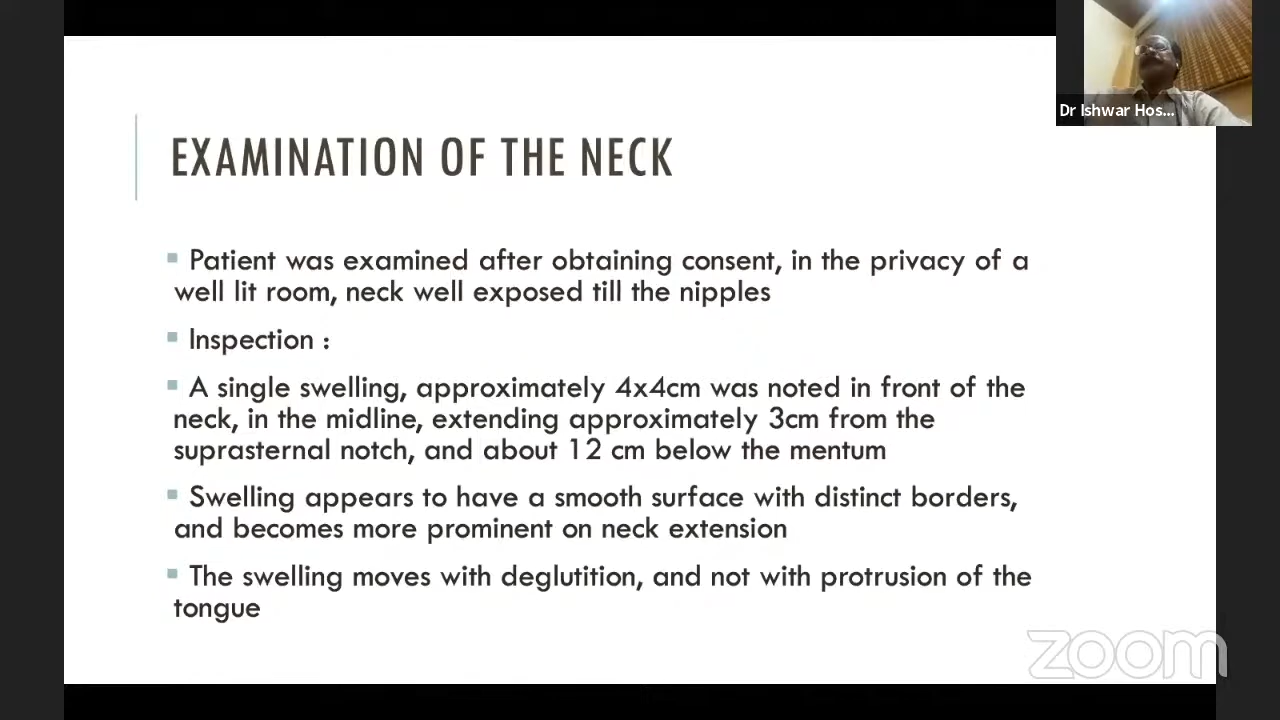 Dr Ishwar Hos...
EXAMINATION OF THE NECK
▪ Patient was examined after obtaining consent, in the privacy of a
well lit room, neck well exposed till the nipples
▪ Inspection :
▪ A single swelling, approximately 4x4cm was noted in front of the
neck, in the midline, extending approximately 3cm from the
suprasternal notch, and about 12 cm below the mentum
▪ Swelling appears to have a smooth surface with distinct borders,
and becomes more prominent on neck extension
▪ The swelling moves with deglutition, and not with protrusion of the
tongue
zoom